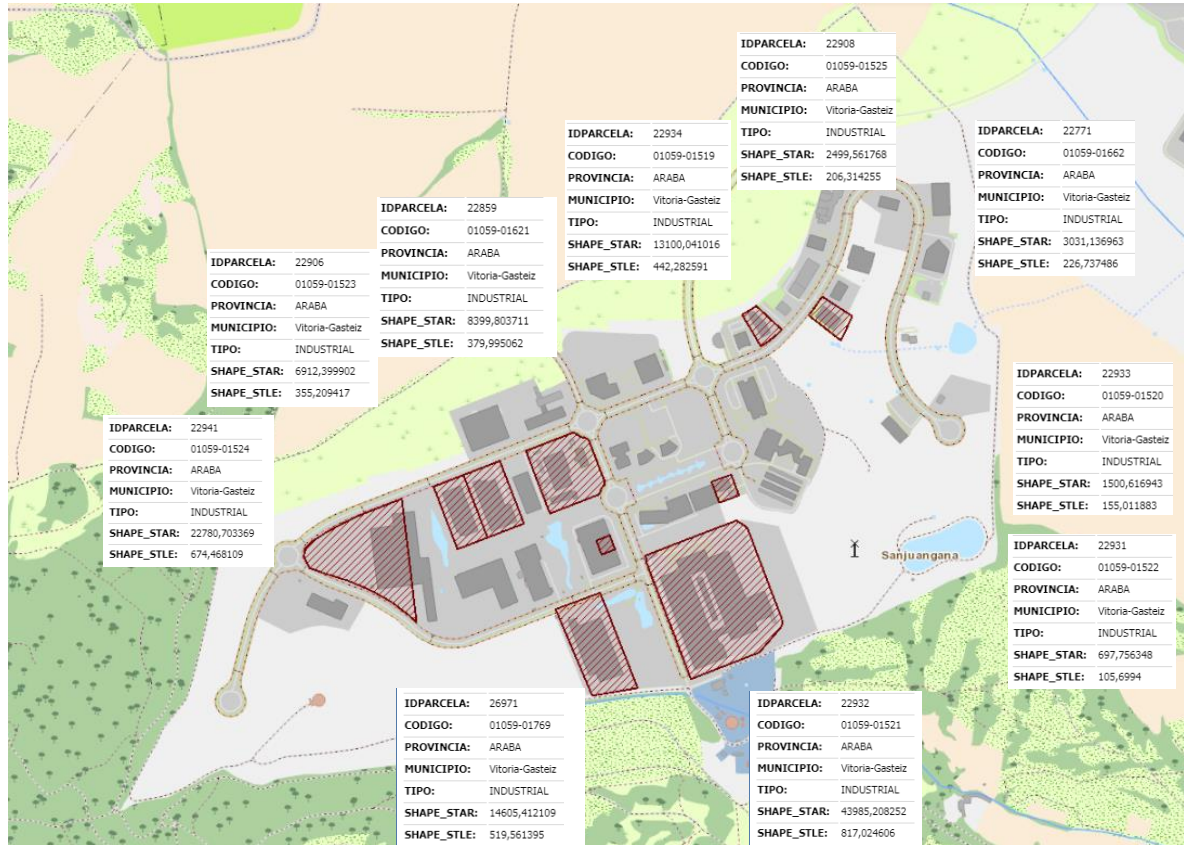 IDPARCELA: 22908
CODIGO: 01059-01525
PROVINCIA: ARABA
MUNICIPIO: Vitoria-Gasteiz
TIPO: INDUSTRIAL
SHAPE_STAR: 2499,561768
SHAPE_STLE: 206,314255
IDPARCELA: 22934
CODIGO: 01059-01519
PROVINCIA: ARABA
MUNICIPIO: Vitoria-Gasteiz
TIPO: INDUSTRIAL
SHAPE_STAR: 13100,041016
SHAPE_STLE: 442,282591
IDPARCELA: 22771
CODIGO: 01059-01662
PROVINCIA: ARABA
MUNICIPIO: Vitoria-Gasteiz
TIPO: INDUSTRIAL
SHAPE_STAR: 3031,136963
SHAPE_STLE: 226,737486
IDPARCELA: 22859
CODIGO: 01059-01621
PROVINCIA: ARABA
MUNICIPIO: Vitoria-Gasteiz
TIPO: INDUSTRIAL
SHAPE_STAR: 8399,803711
SHAPE_STLE: 379,995062
IDPARCELA: 22906
CODIGO: 01059-01523
PROVINCIA: ARABA
MUNICIPIO: Vitoria-Gasteiz
TIPO: INDUSTRIAL
SHAPE_STAR: 6912,399902
SHAPE_STLE: 355,209417
IDPARCELA: 22933
CODIGO: 01059-01520
PROVINCIA: ARABA
MUNICIPIO: Vitoria-Gasteiz
TIPO: INDUSTRIAL
SHAPE_STAR: 1500,616943
SHAPE_STLE: 155,011883
IDPARCELA: 22941
CODIGO: 01059-01524
PROVINCIA: ARABA
MUNICIPIO: Vitoria-Gasteiz
TIPO: INDUSTRIAL
SHAPE_STAR: 22780,703369
SHAPE_STLE: 674,468109
Sanjuangana
IDPARCELA: 22931
CODIGO: 01059-01522
PROVINCIA: ARABA
MUNICIPIO: Vitoria-Gasteiz
TIPO: INDUSTRIAL
SHAPE_STAR: 697,756348
SHAPE_STLE: 105,6994
IDPARCELA: 26971
CODIGO: 01059-01769
PROVINCIA: ARABA
MUNICIPIO: Vitoria-Gasteiz
TIPO: INDUSTRIAL
SHAPE_STAR: 14605,412109
SHAPE_STLE: 519,561395
IDPARCELA: 22932
CODIGO: 01059-01521
PROVINCIA: ARABA
MUNICIPIO: Vitoria-Gasteiz
TIPO: INDUSTRIAL
SHAPE_STAR: 43985,208252
SHAPE_STLE: 817,024606